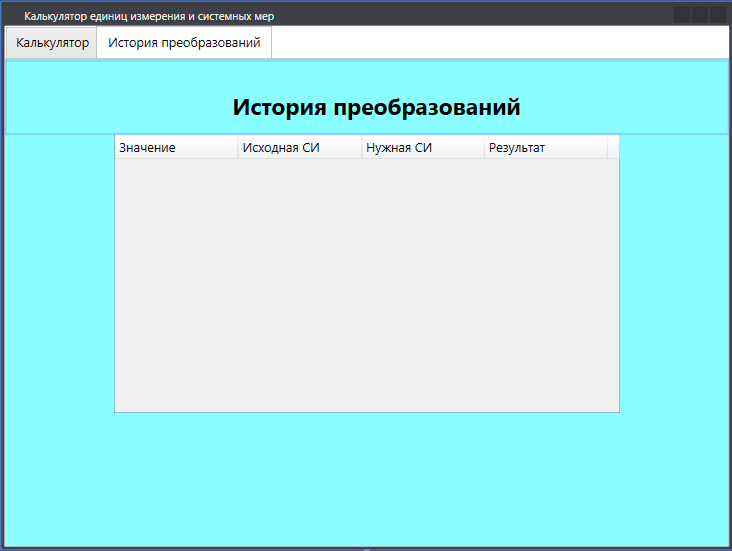 Калькулятор единиц измерения и системных мер
Калькулятор История преобразований
История преобразований
Значение Исходная СИ Нужная СИ Результат